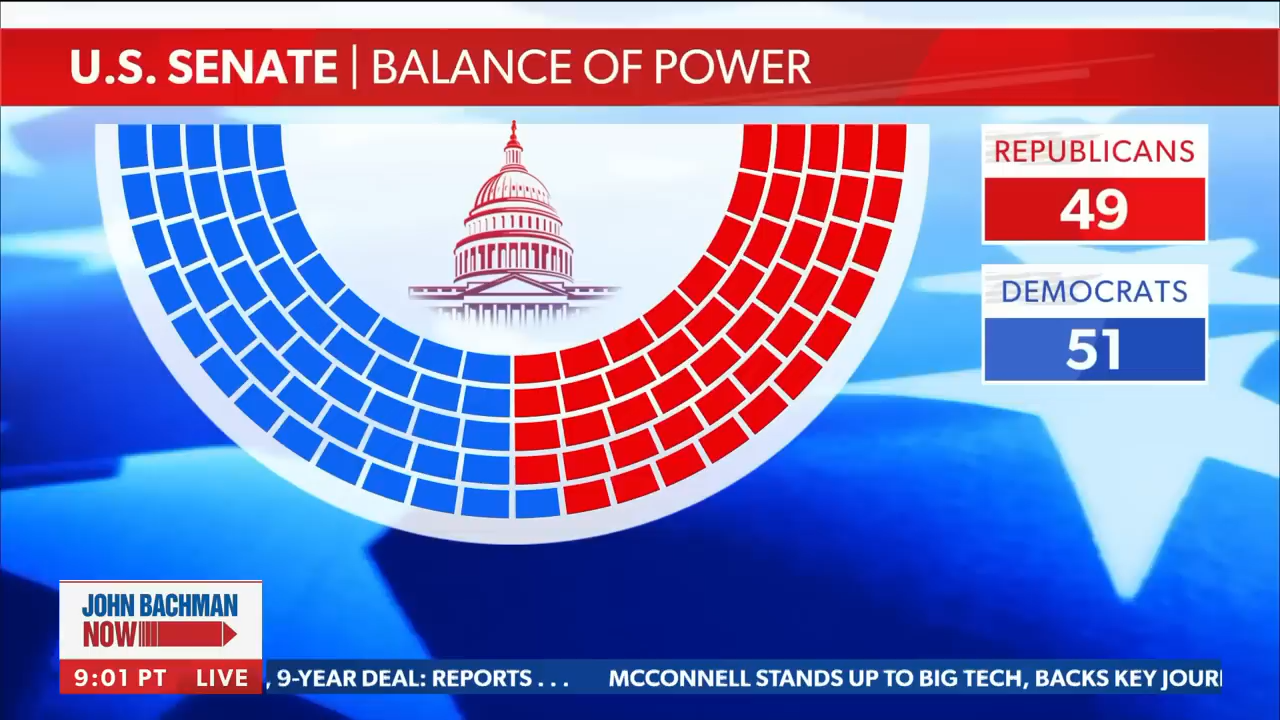 U.S. SENATE | BALANCE OF POWER
REPUBLICANS
49
DEMOCRATS
51
JOHN BACHMAN
NOW
9:01 PT LIVE
, 9-YEAR DEAL: REPORTS . . . MCCONNELL STANDS UP TO BIG TECH, BACKS KEY JOUR